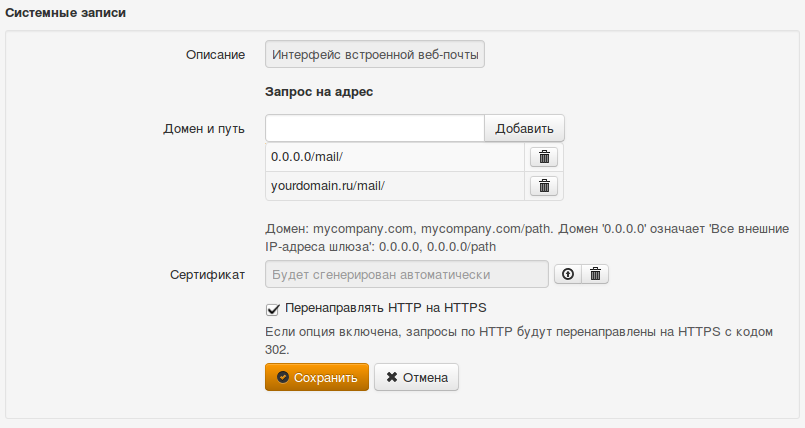 Системные записи
Описание
Интерфейс встроенной веб-почты
Запрос на адрес
Домен и путь
Добавить
0.0.0.0/mail/
yourdomain.ru/mail/
Домен: mycompany.com, mycompany.com/path. Домен '0.0.0.0' означает 'Все внешние
IP-адреса шлюза': 0.0.0.0, 0.0.0.0/path
Сертификат
Будет сгенерирован автоматически
Перенаправлять HTTP на HTTPS
Если опция включена, запросы по HTTP будут перенаправлены на HTTPS с кодом
302.
Сохранить
Отмена